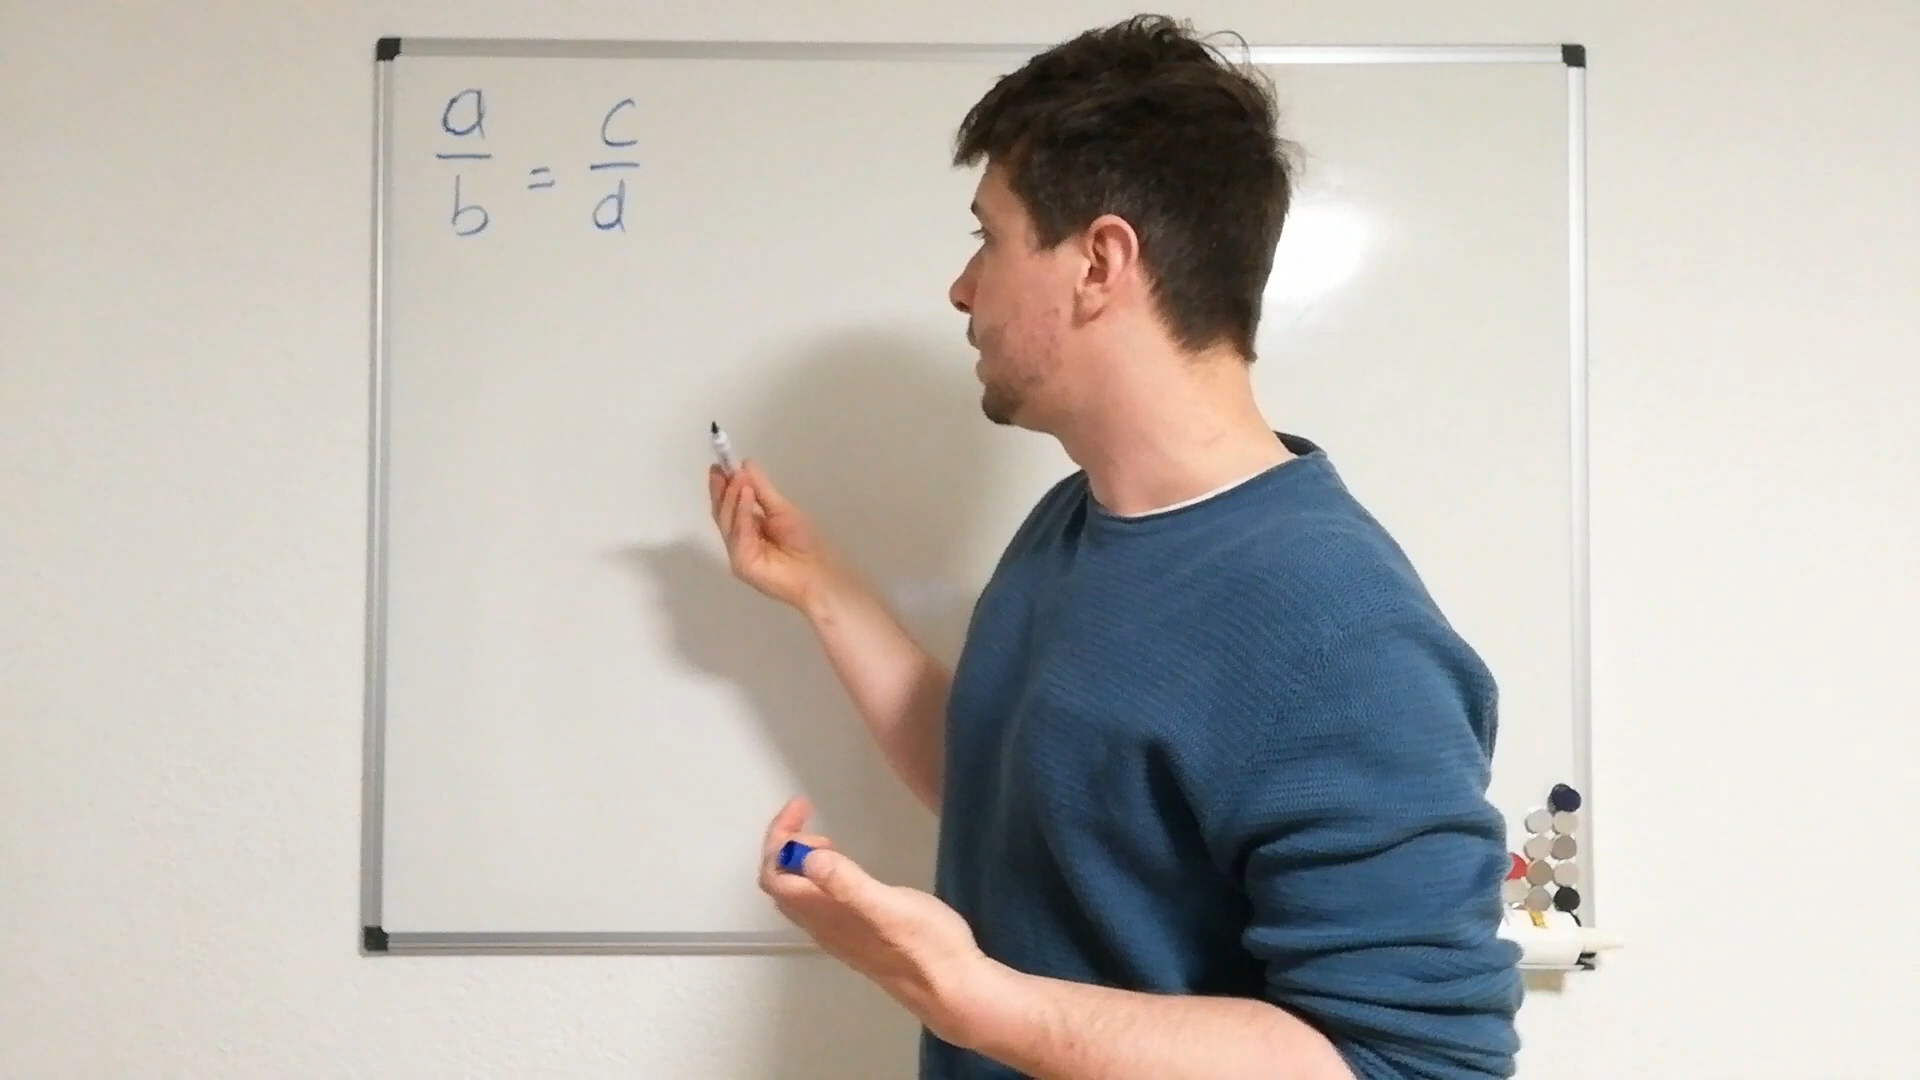 a/b = c/d